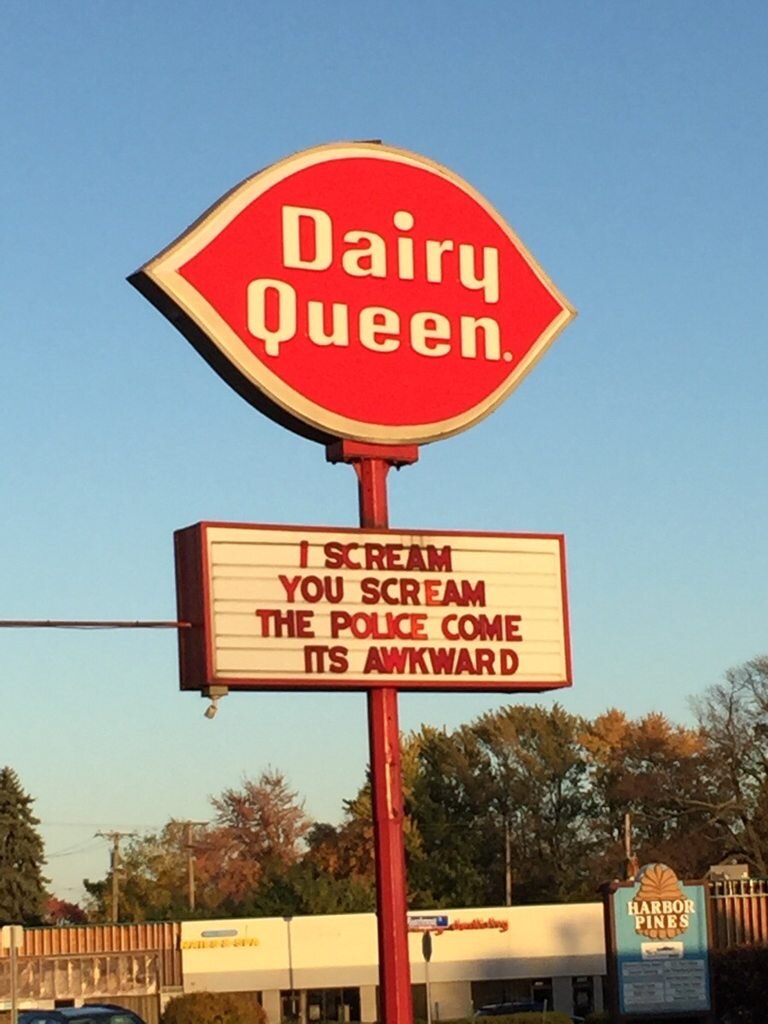 Dairy
Queen.
I SCREAM
YOU SCREAM
THE POLICE COME
ITS AWKWARD
HARBOR
PINES